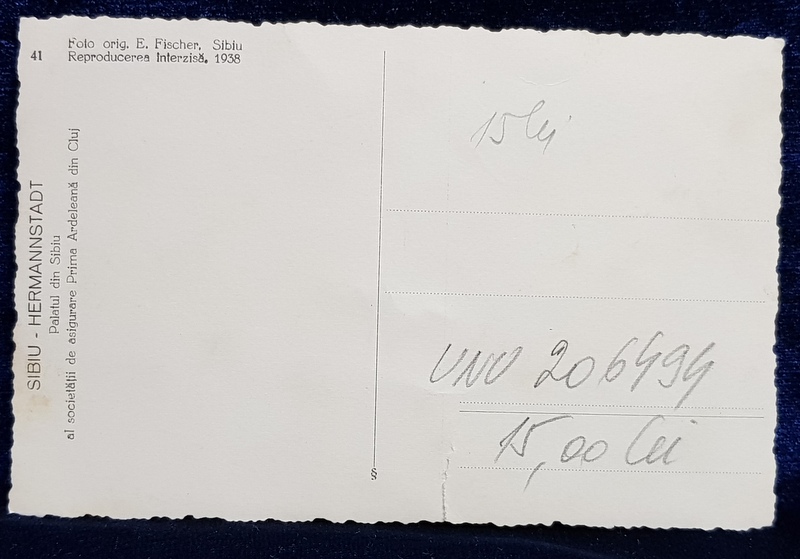 41
Foto orig. E. Fischer, Sibiu
Reproducerea Interzisă, 1938
SIBIU - HERMANNSTADT
Palatul din Sibiu
al societății de asigurare Prima Ardeleană din Cluj
15 lei
UNU 206494
15,00 lei
§